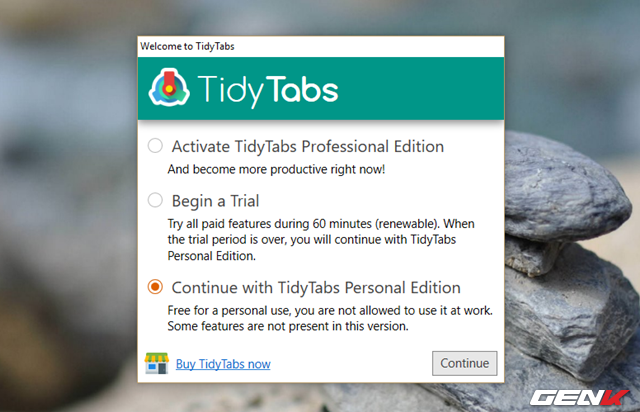 Welcome to TidyTabs
TidyTabs
Activate TidyTabs Professional Edition
And become more productive right now!
Begin a Trial
Try all paid features during 60 minutes (renewable). When
the trial period is over, you will continue with TidyTabs
Personal Edition.
Continue with TidyTabs Personal Edition
Free for a personal use, you are not allowed to use it at work.
Some features are not present in this version.
Buy TidyTabs now
Continue
GENK